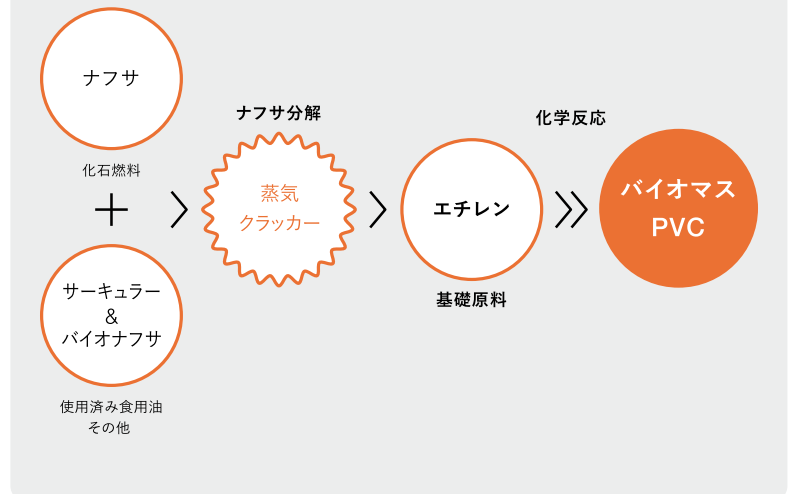 ナフサ
化石燃料
+
サーキュラー
&
バイオナフサ
使用済み食用油
その他
ナフサ分解
蒸気
クラッカー
エチレン
基礎原料
化学反応
バイオマス
PVC